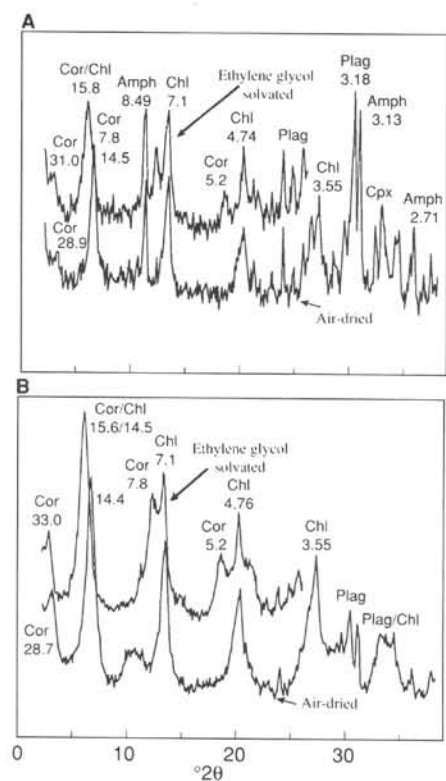 A
Cor/Chl
15.8
Amph
8.49
Chl
7.1
Ethylene glycol
solvated
Plag
3.18
Amph
3.13
Cor
31.0
Cor
7.8
14.5
Chl
4.74
Plag
Cor
5.2
Chl
3.55
Cpx
Amph
2.71
Cor
28.9
Air-dried
B
Cor/Chl
15.6/14.5
Cor
7.8
Chl
7.1
Ethylene glycol
solvated
Cor
33.0
14.4
Cor
5.2
Chl
4.76
Chl
3.55
Plag
Plag/Chl
Cor
28.7
Air-dried
0 10 20 30
°2θ